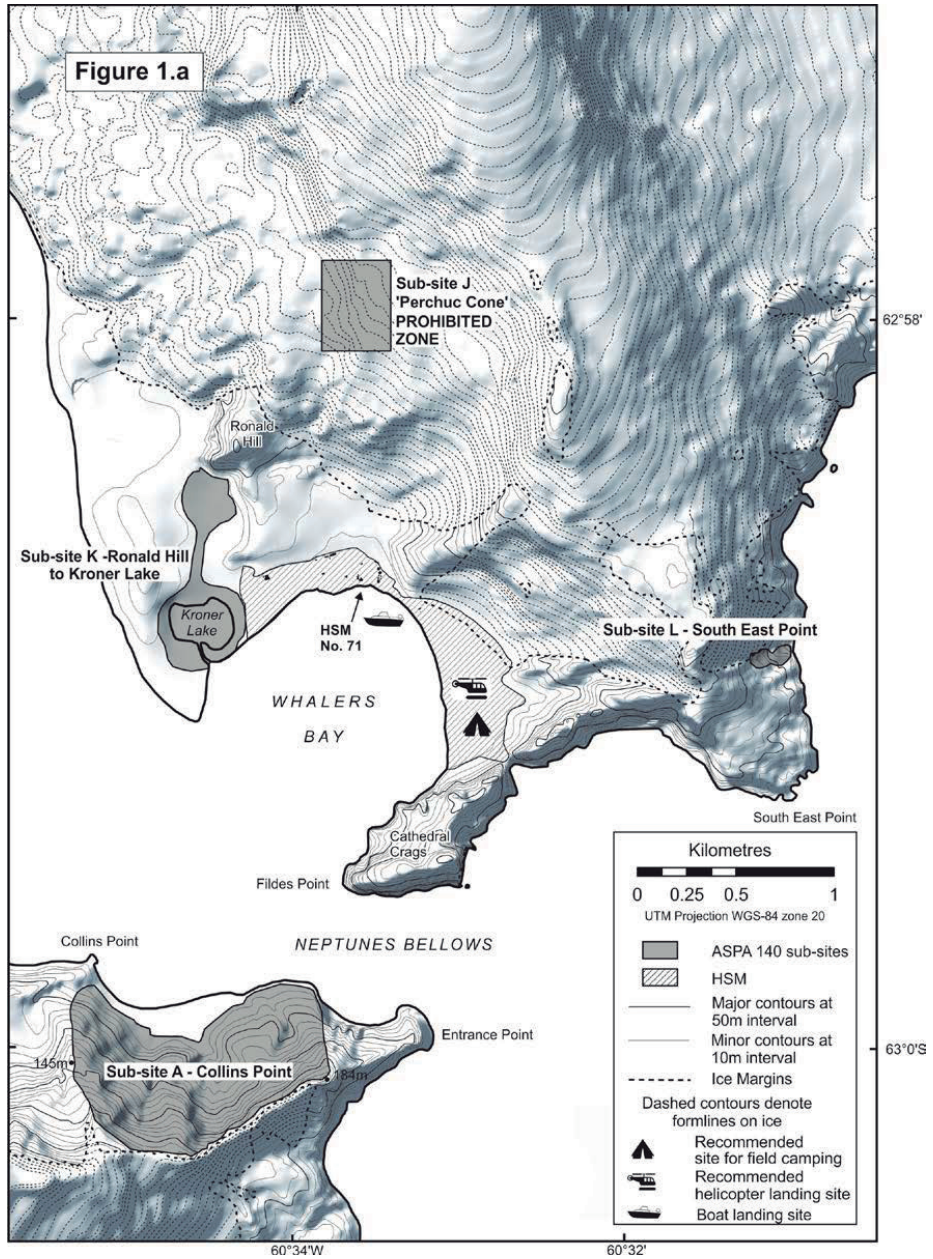 Figure 1.a
Sub-site J
'Perchuc Cone'
PROHIBITED
ZONE
62°58'
Ronald
Hill
Sub-site K -Ronald Hill
to Kroner Lake
Kroner
Lake
HSM
No. 71
Sub-site L - South East Point
WHALERS
BAY
South East Point
Cathedral
Crags
Fildes Point
NEPTUNES BELLOWS
Collins Point
Entrance Point
145m
Sub-site A - Collins Point
184m
63°0'S
Kilometres
0 0.25 0.5 1
UTM Projection WGS-84 zone 20
ASPA 140 sub-sites
HSM
Major contours at
50m interval
Minor contours at
10m interval
Ice Margins
Dashed contours denote
formlines on ice
Recommended
site for field camping
Recommended
helicopter landing site
Boat landing site
60°34'W
60°32'